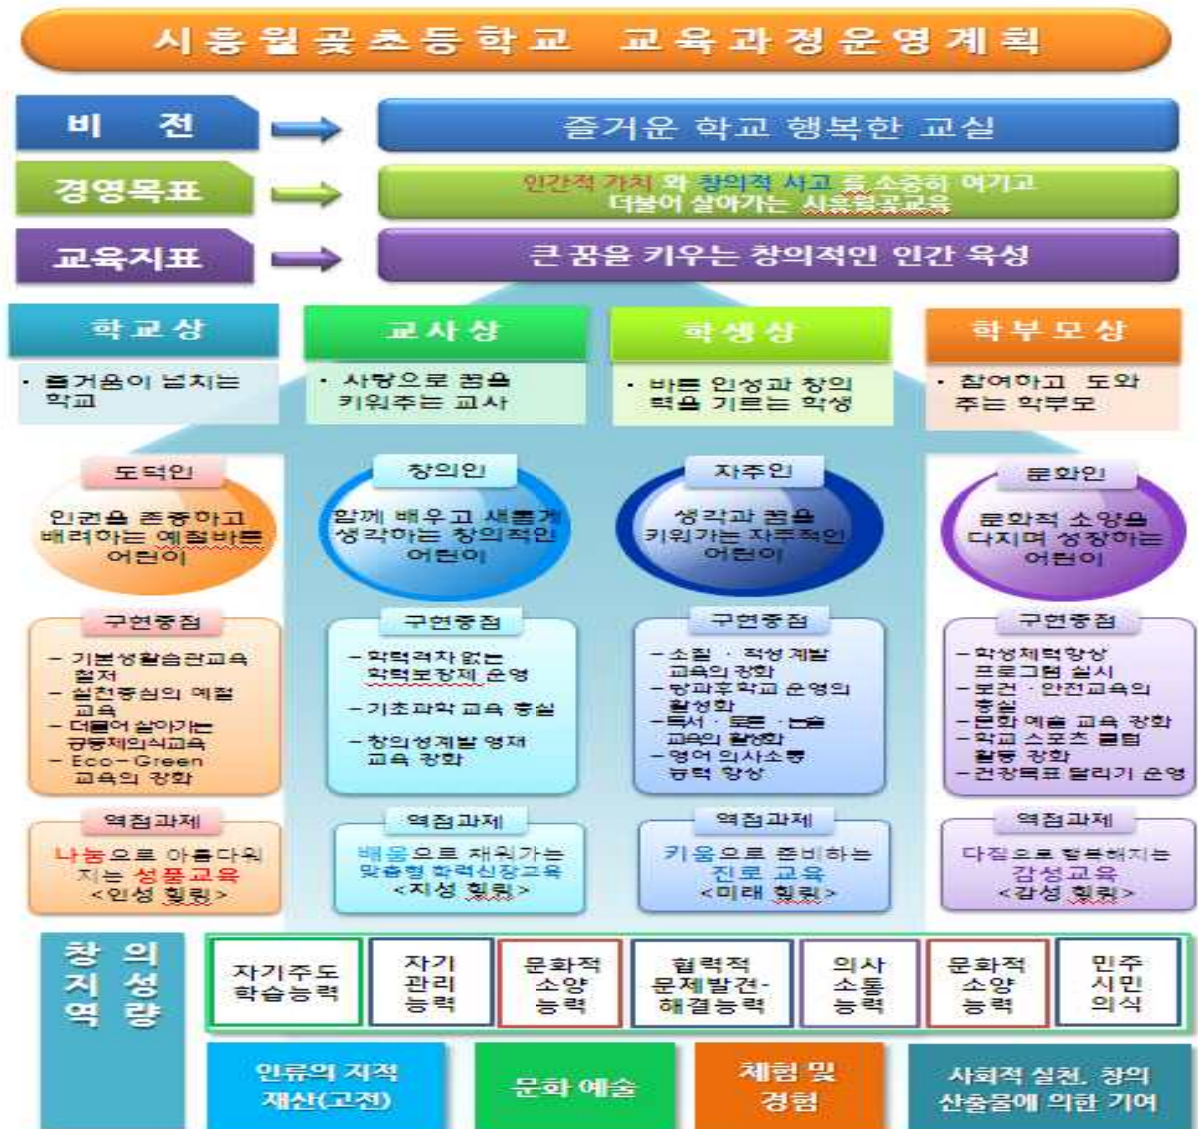 시흥월곶초등학교 교육과정운영계획
비 전
즐거운 학교 행복한 교실
경영목표
인간적 가치 와 창의적 사고 를 소중히 여기고
더불어 살아가는 시흥월곶교육
교육지표
큰 꿈을 키우는 창의적인 인간 육성
학교상
• 즐거움이 넘치는
학교
교사상
• 사랑으로 꿈을
키워주는 교사
학생상
• 바른 인성과 창의
력을 기르는 학생
학부모상
• 참여하고 도와
주는 학부모
도덕인
인권을 존중하고
배려하는 예절바른
어린이
창의인
함께 배우고 새롭게
생각하는 창의적인
어린이
자주인
생각과 꿈을
키워가는 자주적인
어린이
문화인
문화적 소양을
다지며 성장하는
어린이
구현중점
- 기본생활습관교육
철저
- 실천중심의 예절
교육
- 더불어 살아가는
공동체의식교육
- Eco-Green
교육의 강화
구현중점
- 학력격차 없는
학력보장제 운영
- 기초과학 교육 충실
- 창의성계발 영재
교육 강화
구현중점
- 소질 · 적성 계발
교육의 강화
- 방과후학교 운영의
활성화
- 독서 · 토론 · 논술
교육의 활성화
- 영어 의사소통
능력 향상
구현중점
- 학생체력향상
프로그램 실시
- 보건 · 안전교육의
충실
- 문화 예술 교육 강화
- 학교 스포츠 클럽
활동 강화
- 건강목표 달리기 운영
역점과제
나눔으로 아름다워
지는 성품교육
<인성 힐링>
역점과제
배움으로 채워가는
맞춤형 학력신장교육
<지성 힐링>
역점과제
키움으로 준비하는
진로 교육
<미래 힐링>
역점과제
다짐으로 행복해지는
감성교육
<감성 힐링>
창 의
지 성
역 량
자기주도
학습능력
자기
관리
능력
문화적
소양
능력
협력적
문제발견-
해결능력
의사
소통
능력
문화적
소양
능력
민주
시민
의식
인류의 지적
재산(고전)
문화 예술
체험 및
경험
사회적 실천, 창의
산출물에 의한 기여